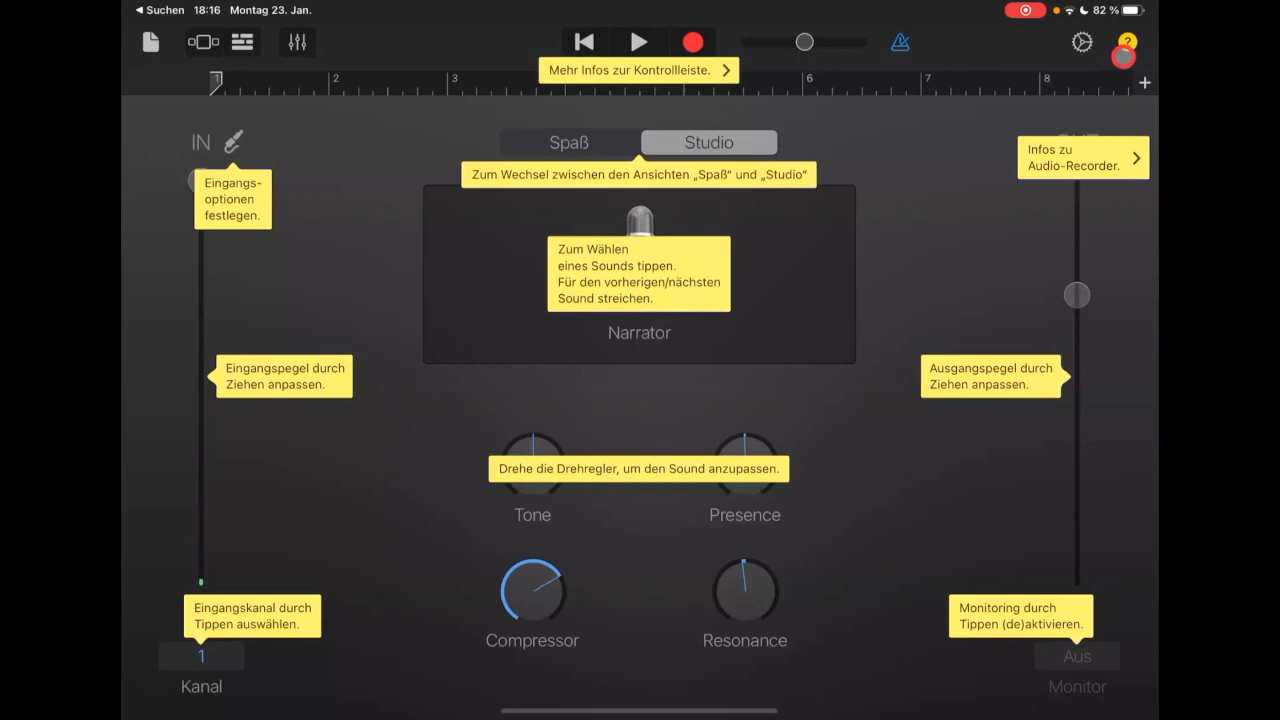 ◀ Suchen 18:16 Montag 23. Jan.
82 %
?
Mehr Infos zur Kontrollleiste.
1 2 3 6 7 8 +
IN
Spaß Studio
Infos zu
Audio-Recorder.
Zum Wechsel zwischen den Ansichten „Spaß“ und „Studio“
Eingangs-
optionen
festlegen.
Zum Wählen
eines Sounds tippen.
Für den vorherigen/nächsten
Sound streichen.
Narrator
Eingangspegel durch
Ziehen anpassen.
Ausgangspegel durch
Ziehen anpassen.
Drehe die Drehregler, um den Sound anzupassen.
Tone Presence
Eingangskanal durch
Tippen auswählen.
Monitoring durch
Tippen (de)aktivieren.
Compressor Resonance
1
Kanal
Aus
Monitor